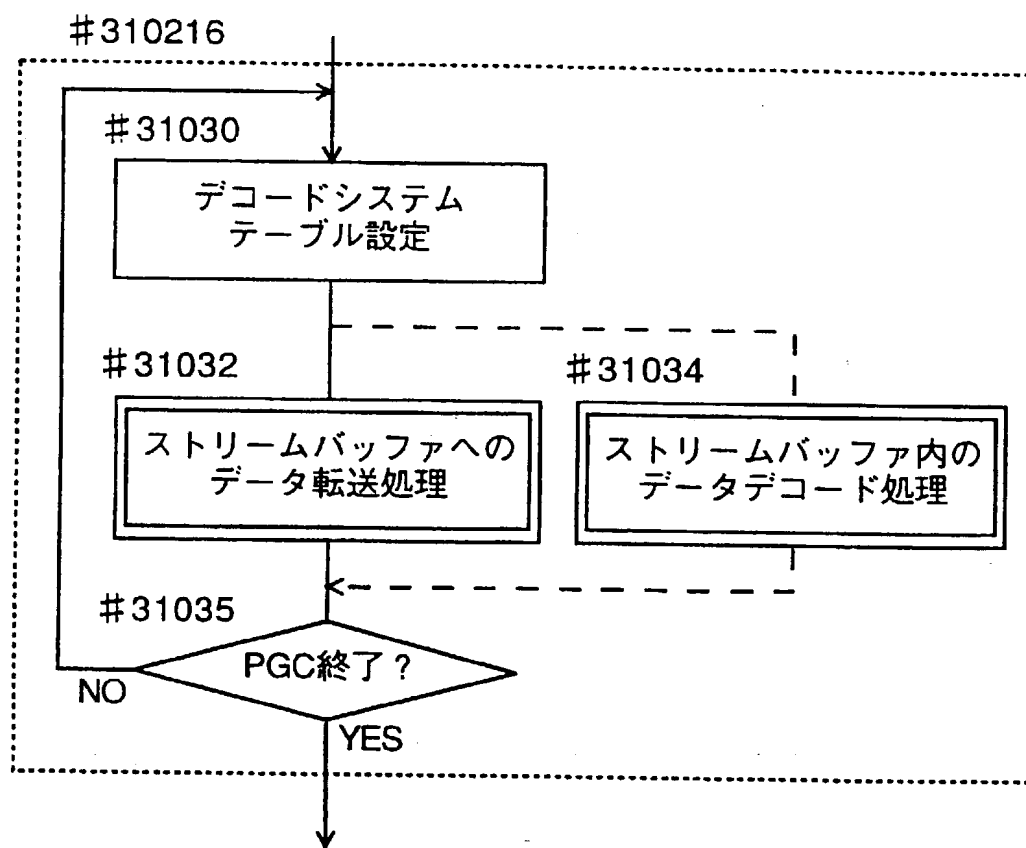 #310216
#31030
デコードシステム
テーブル設定
#31032
ストリームバッファへの
データ転送処理
#31034
ストリームバッファ内の
データデコード処理
#31035
PGC終了?
NO
YES